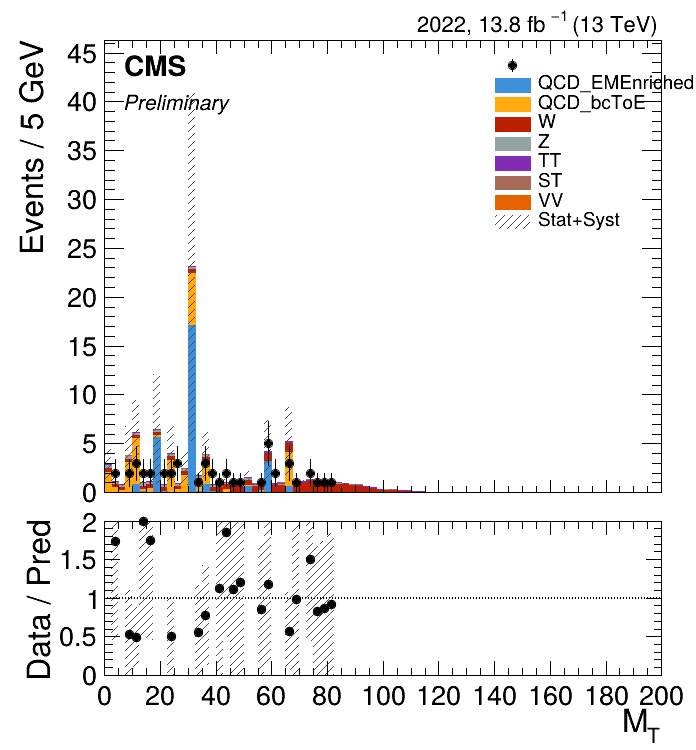 2022, 13.8 fb⁻¹ (13 TeV)
CMS
Preliminary
QCD_EMEnriched
QCD_bcToE
W
Z
TT
ST
VV
Stat+Syst
Events / 5 GeV
45
40
35
30
25
20
15
10
5
0
Data / Pred
2
1.5
1
0.5
0
0 20 40 60 80 100 120 140 160 180 200
M_T